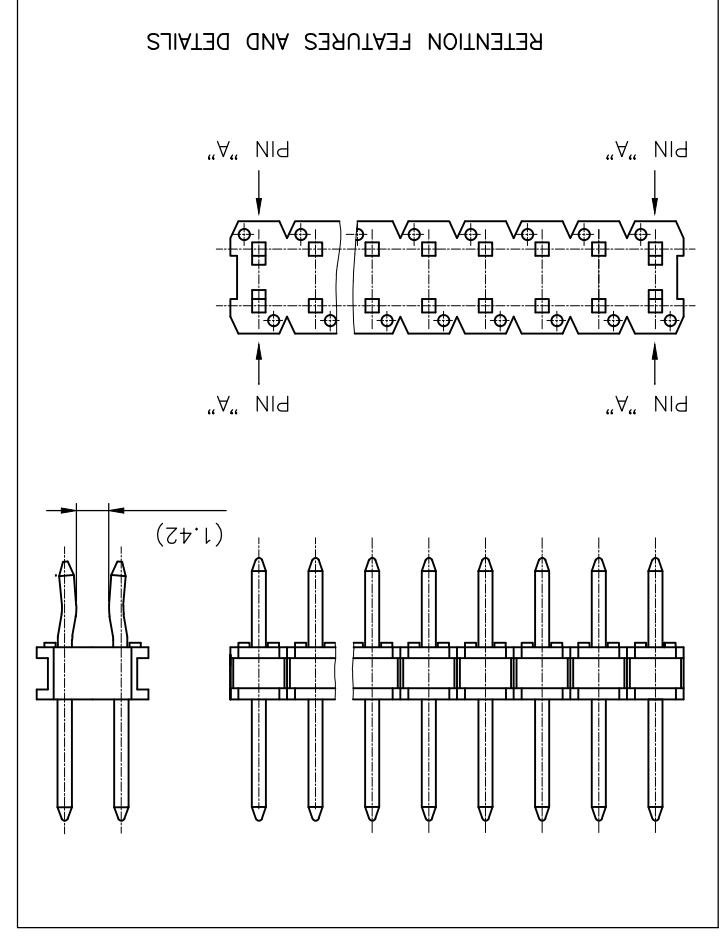 (1.42)
PIN "A"
PIN "A"
PIN "A"
PIN "A"
RETENTION FEATURES AND DETAILS